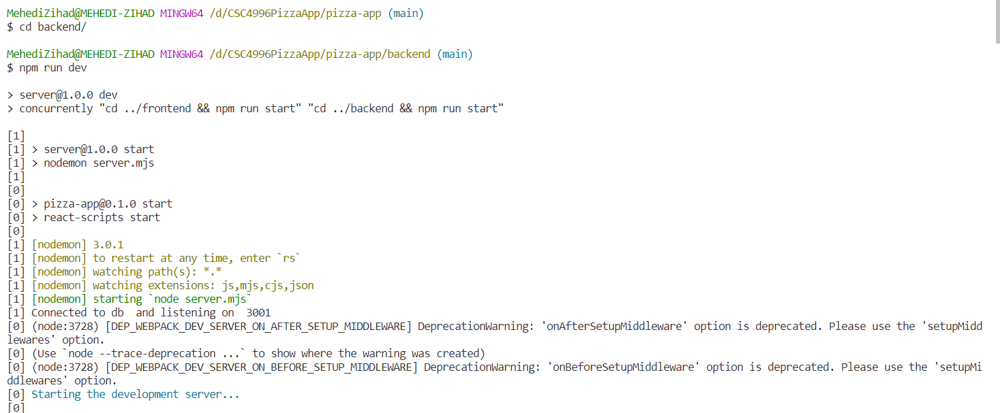 MehediZihad@MEHEDI-ZIHAD MINGW64 /d/CSC4996PizzaApp/pizza-app (main)
$ cd backend/
MehediZihad@MEHEDI-ZIHAD MINGW64 /d/CSC4996PizzaApp/pizza-app/backend (main)
$ npm run dev
> server@1.0.0 dev
> concurrently "cd ../frontend && npm run start" "cd ../backend && npm run start"
[1]
[1] > server@1.0.0 start
[1] > nodemon server.mjs
[1]
[0]
[0] > pizza-app@0.1.0 start
[0] > react-scripts start
[0]
[1] [nodemon] 3.0.1
[1] [nodemon] to restart at any time, enter `rs`
[1] [nodemon] watching path(s): *.*
[1] [nodemon] watching extensions: js,mjs,cjs,json
[1] [nodemon] starting `node server.mjs`
[1] Connected to db  and listening on  3001
[0] (node:3728) [DEP_WEBPACK_DEV_SERVER_ON_AFTER_SETUP_MIDDLEWARE] DeprecationWarning: 'onAfterSetupMiddleware' option is deprecated. Please use the 'setupMidd
lewares' option.
[0] (Use `node --trace-deprecation ...` to show where the warning was created)
[0] (node:3728) [DEP_WEBPACK_DEV_SERVER_ON_BEFORE_SETUP_MIDDLEWARE] DeprecationWarning: 'onBeforeSetupMiddleware' option is deprecated. Please use the 'setupMi
ddlewares' option.
[0] Starting the development server...
[0]